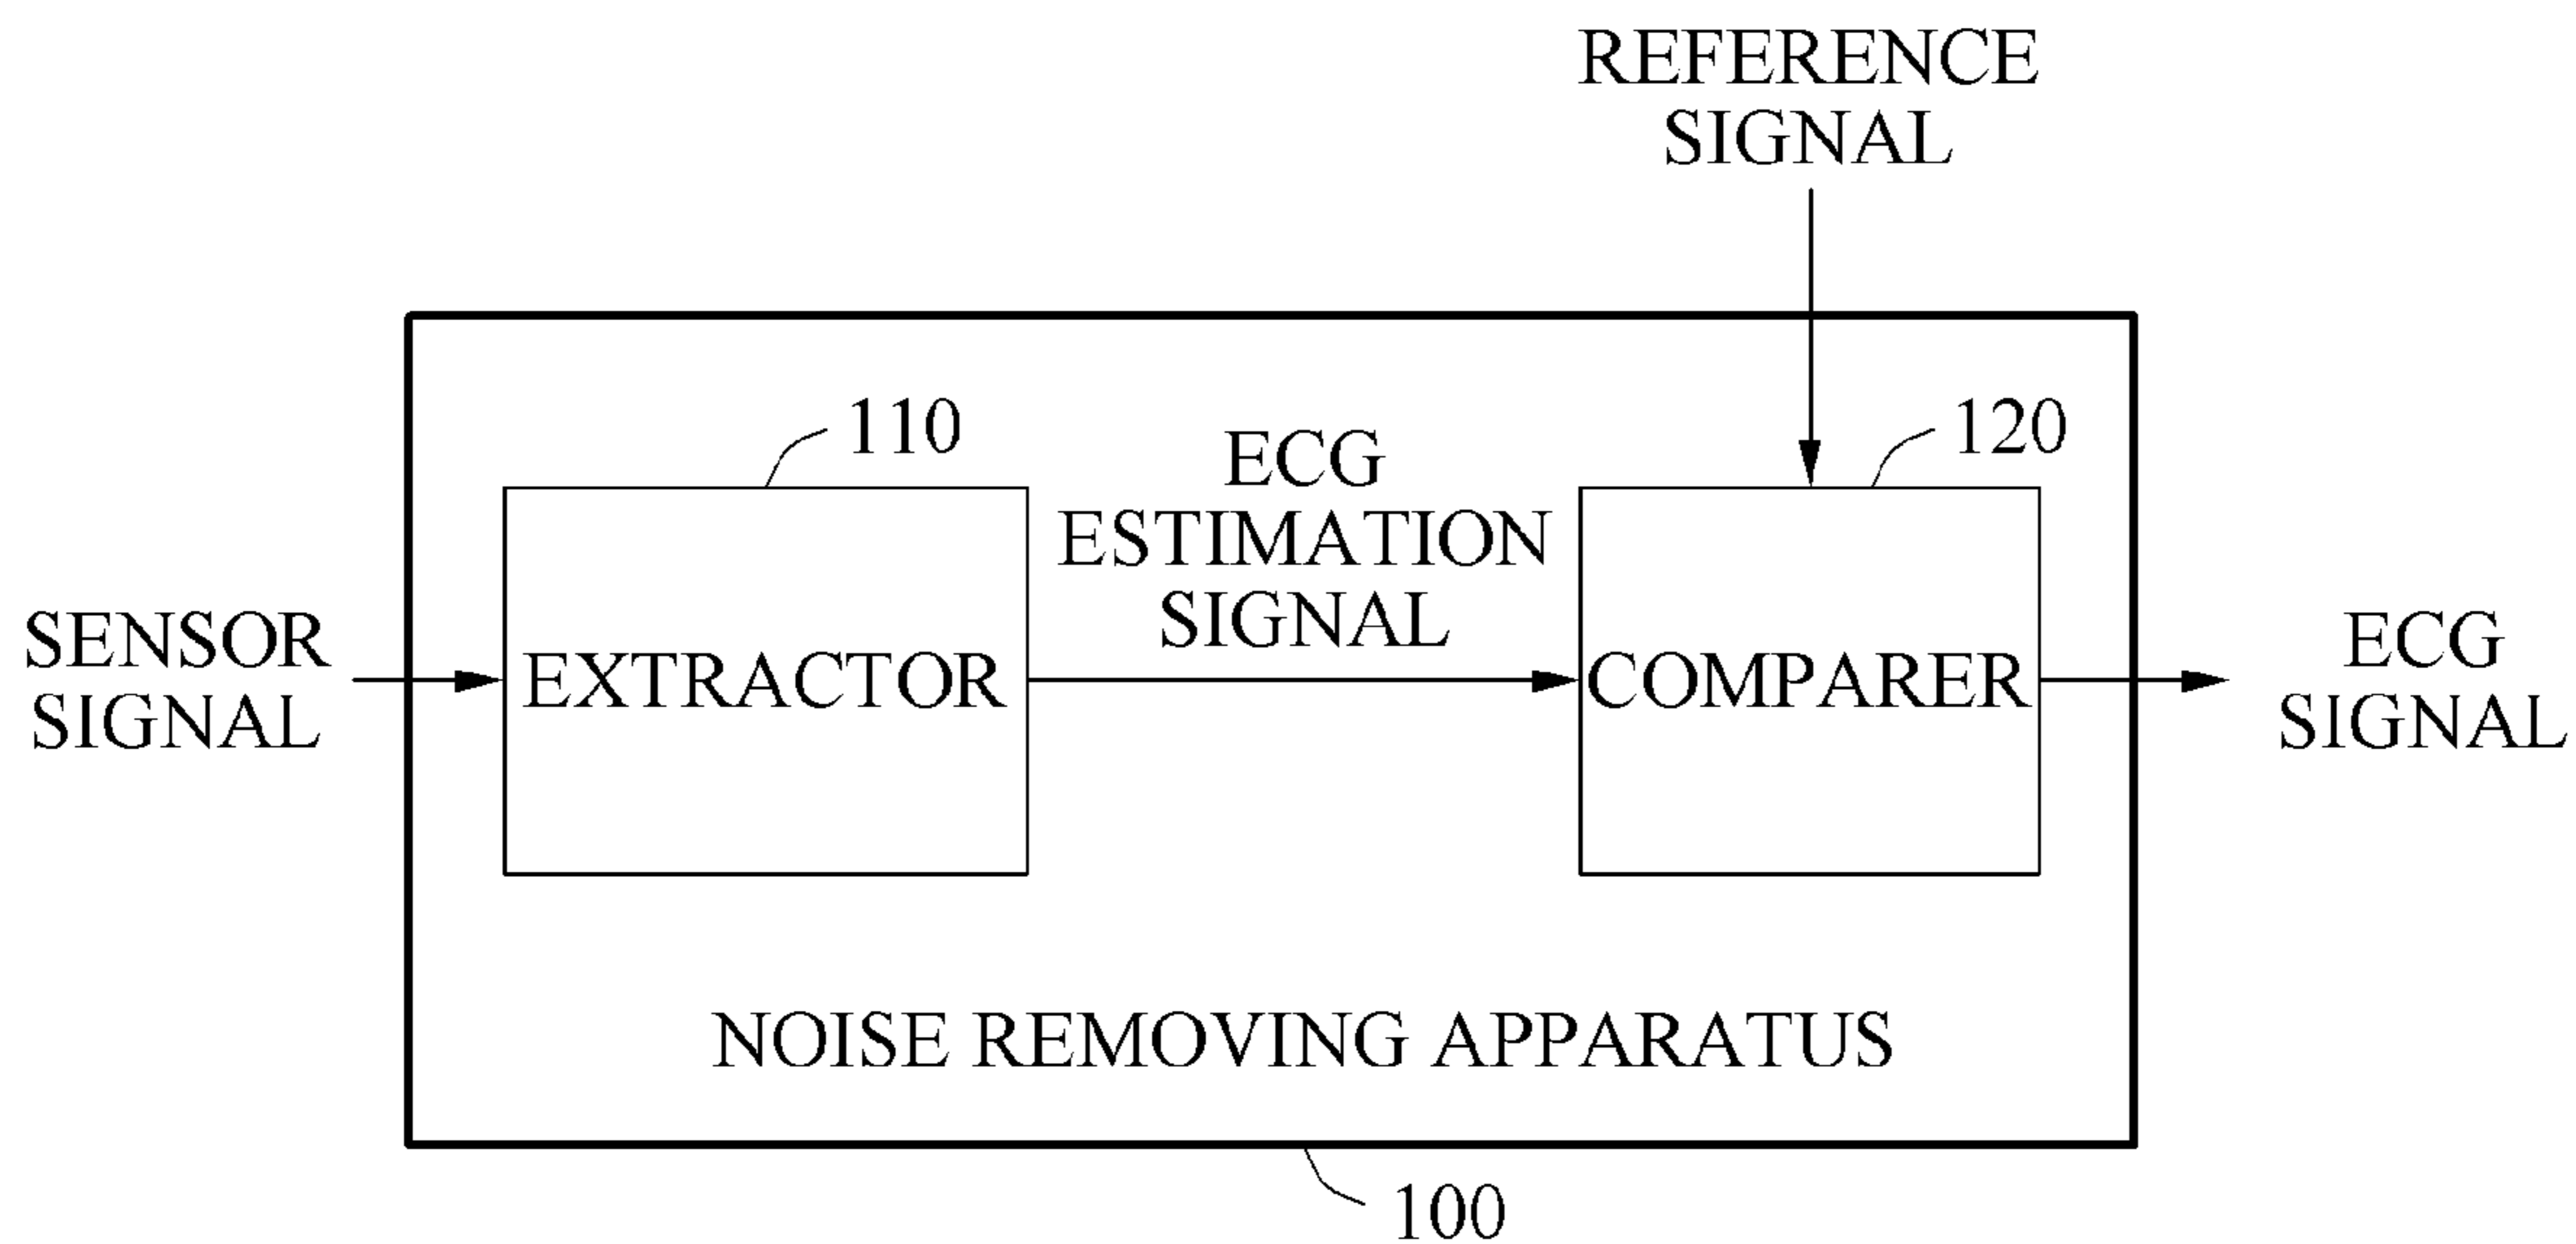 REFERENCE
SIGNAL
110
120
ECG
ESTIMATION
SIGNAL
SENSOR
SIGNAL
EXTRACTOR
COMPARER
ECG
SIGNAL
NOISE REMOVING APPARATUS
100